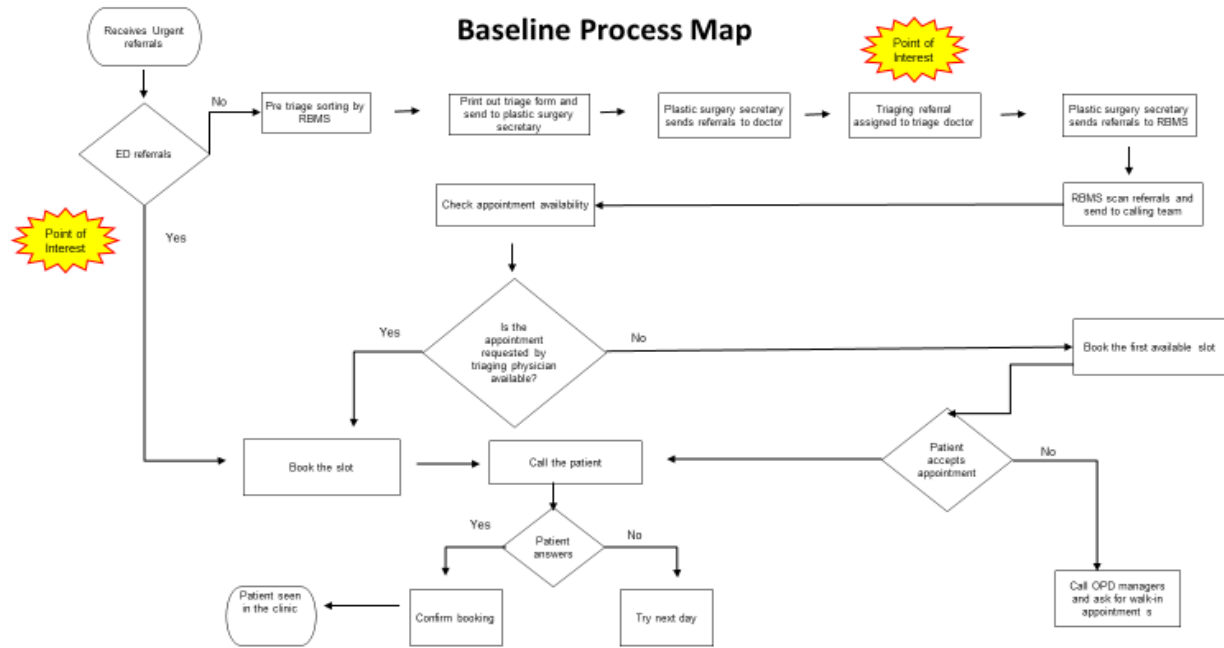 Baseline Process Map
Receives Urgent
referrals
Point of
Interest
No
Pre triage sorting by
RBMS
Print out triage form and
send to plastic surgery
secretary
Plastic surgery secretary
sends referrals to doctor
Triaging referral
assigned to triage doctor
Plastic surgery secretary
sends referrals to RBMS
ED referrals
Check appointment availability
RBMS scan referrals and
send to calling team
Point of
Interest
Yes
Is the
appointment
requested by
triaging physician
available?
Yes
No
Book the first available slot
Book the slot
Call the patient
Patient
accepts
appointment
No
Yes
Patient
answers
No
Patient seen
in the clinic
Confirm booking
Try next day
Call OPD managers
and ask for walk-in
appointment s